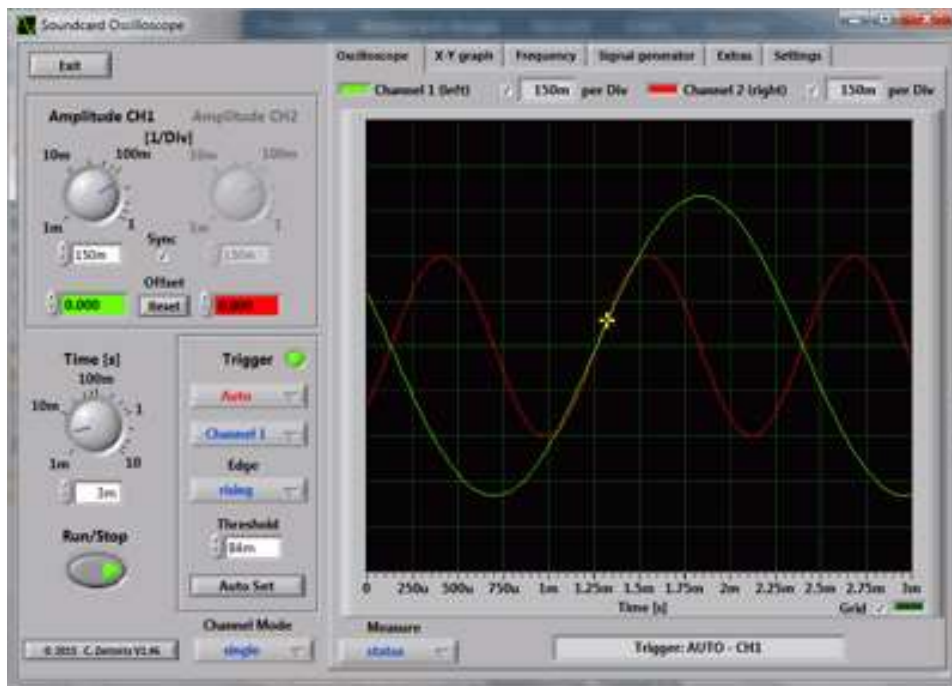 Soundcard Oscilloscope
Exit
Oscilloscope X-Y graph Frequency Signal generator Extras Settings
Channel 1 (left) 150m per Div Channel 2 (right) 150m per Div
Amplitude CH1 Amplitude CH2
[1/Div]
10m 100m 10m 100m
1m 1 1m 1
Sync
150m 150m
Offset
0.000 Reset 0.000
Time [s]
100m
10m 1
1m 10
3m
Run/Stop
Trigger
Auto
Channel 1
Edge
rising
Threshold
84m
Auto Set
Channel Mode
single
0 250u 500u 750u 1m 1.25m 1.5m 1.75m 2m 2.25m 2.5m 2.75m 3m
Time [s]
Grid
Measure
status
Trigger: AUTO - CH1